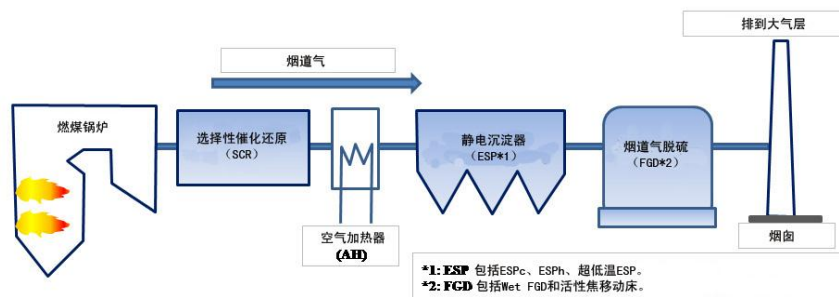 排到大气层
烟道气
燃煤锅炉
选择性催化还原
（SCR）
静电沉淀器
（ESP*1）
烟道气脱硫
（FGD*2）
空气加热器
(AH)
烟囱
*1: ESP 包括ESPc、ESPh、超低温ESP。
*2: FGD 包括Wet FGD和活性焦移动床。